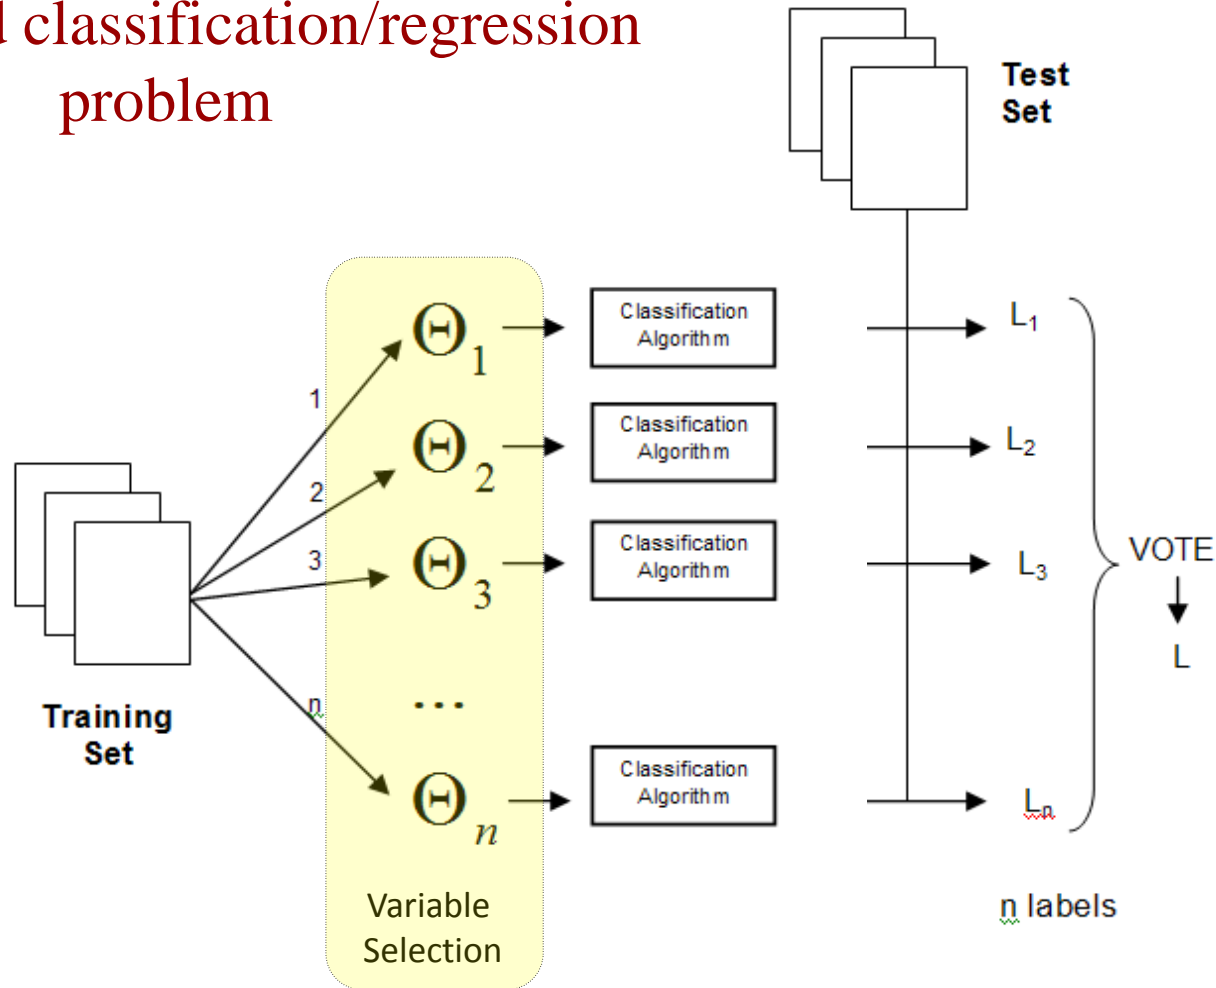 classification/regression
problem
Test
Set
Θ1
Classification
Algorithm
L1
1
Θ2
Classification
Algorithm
L2
2
Θ3
Classification
Algorithm
L3
3
VOTE
L
Training
Set
n
...
Θn
Classification
Algorithm
Ln
Variable
Selection
n labels